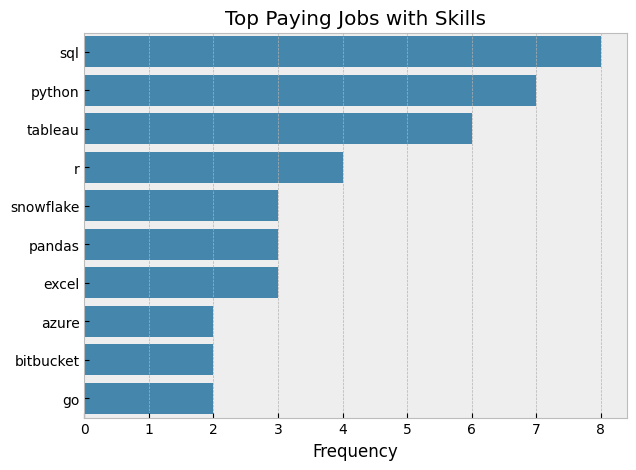 Top Paying Jobs with Skills
sql
python
tableau
r
snowflake
pandas
excel
azure
bitbucket
go
0 1 2 3 4 5 6 7 8
Frequency